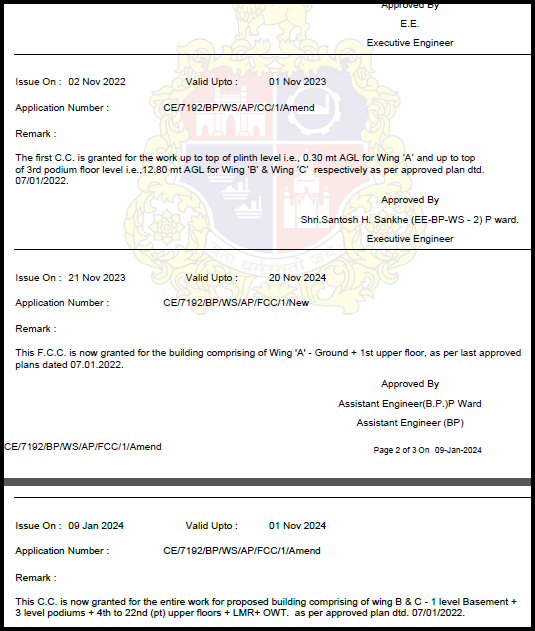 Approved By
E.E.
Executive Engineer
Issue On : 02 Nov 2022 Valid Upto : 01 Nov 2023
Application Number : CE/7192/BP/WS/AP/CC/1/Amend
Remark :
The first C.C. is granted for the work up to top of plinth level i.e., 0.30 mt AGL for Wing 'A' and up to top
of 3rd podium floor level i.e.,12.80 mt AGL for Wing 'B' & Wing 'C' respectively as per approved plan dtd.
07/01/2022.
Approved By
Shri.Santosh H. Sankhe (EE-BP-WS - 2) P ward.
Executive Engineer
Issue On : 21 Nov 2023 Valid Upto : 20 Nov 2024
Application Number : CE/7192/BP/WS/AP/FCC/1/New
Remark :
This F.C.C. is now granted for the building comprising of Wing 'A' - Ground + 1st upper floor, as per last approved
plans dated 07.01.2022.
Approved By
Assistant Engineer(B.P.)P Ward
Assistant Engineer (BP)
CE/7192/BP/WS/AP/FCC/1/Amend Page 2 of 3 On 09-Jan-2024
Issue On : 09 Jan 2024 Valid Upto : 01 Nov 2024
Application Number : CE/7192/BP/WS/AP/FCC/1/Amend
Remark :
This C.C. is now granted for the entire work for proposed building comprising of wing B & C - 1 level Basement +
3 level podiums + 4th to 22nd (pt) upper floors + LMR+ OWT. as per approved plan dtd. 07/01/2022.